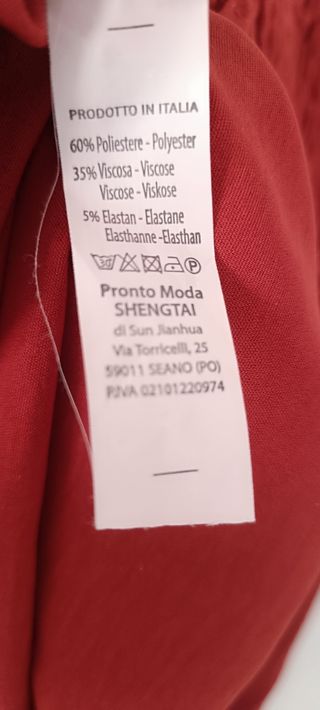 PRODOTTO IN ITALIA
60% Poliestere - Polyester
35% Viscosa - Viscose
Viscose - Viskose
5% Elastan - Elastane
Elasthanne - Elasthan
30 P
Pronto Moda
SHENGTAI
di Sun Jianhua
Via Torricelli, 25
59011 SEANO (PO)
P.IVA 02101220974